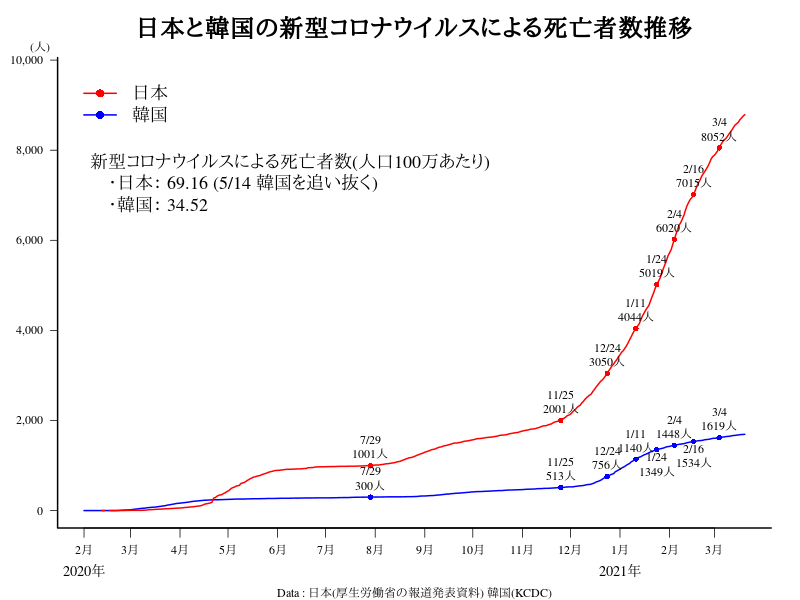 日本と韓国の新型コロナウイルスによる死亡者数推移
(人)
10,000
8,000
6,000
4,000
2,000
0
日本
韓国
新型コロナウイルスによる死亡者数(人口100万あたり)
・日本: 69.16 (5/14 韓国を追い抜く)
・韓国: 34.52
3/4
8052人
2/16
7015人
2/4
6020人
1/24
5019人
1/11
4044人
12/24
3050人
11/25
2001人
7/29
1001人
7/29
300人
11/25
513人
12/24
756人
1/11
1140人
1/24
1349人
2/4
1448人
2/16
1534人
3/4
1619人
2月 3月 4月 5月 6月 7月 8月 9月 10月 11月 12月 1月 2月 3月
2020年 2021年
Data : 日本(厚生労働省の報道発表資料) 韓国(KCDC)